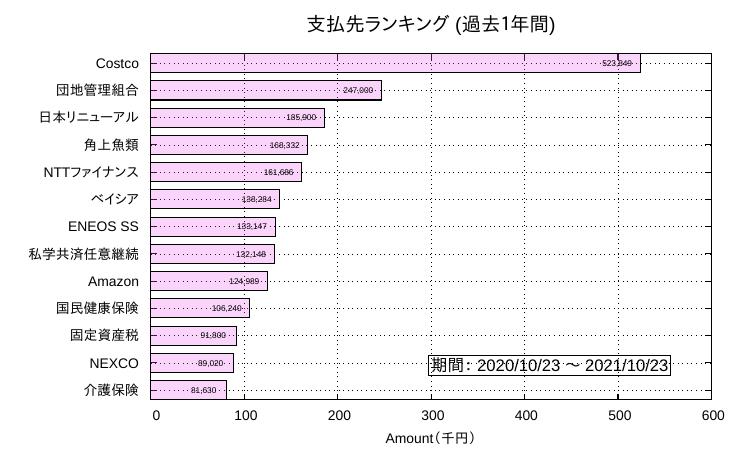 支払先ランキング (過去1年間)
Costco 523,849
団地管理組合 247,000
日本リニューアル 185,900
角上魚類 168,332
NTTファイナンス 161,686
ベイシア 138,284
ENEOS SS 133,147
私学共済任意継続 132,148
Amazon 124,989
国民健康保険 106,240
固定資産税 91,800
NEXCO 89,020
介護保険 81,630
期間: 2020/10/23 ～ 2021/10/23
0 100 200 300 400 500 600
Amount(千円)